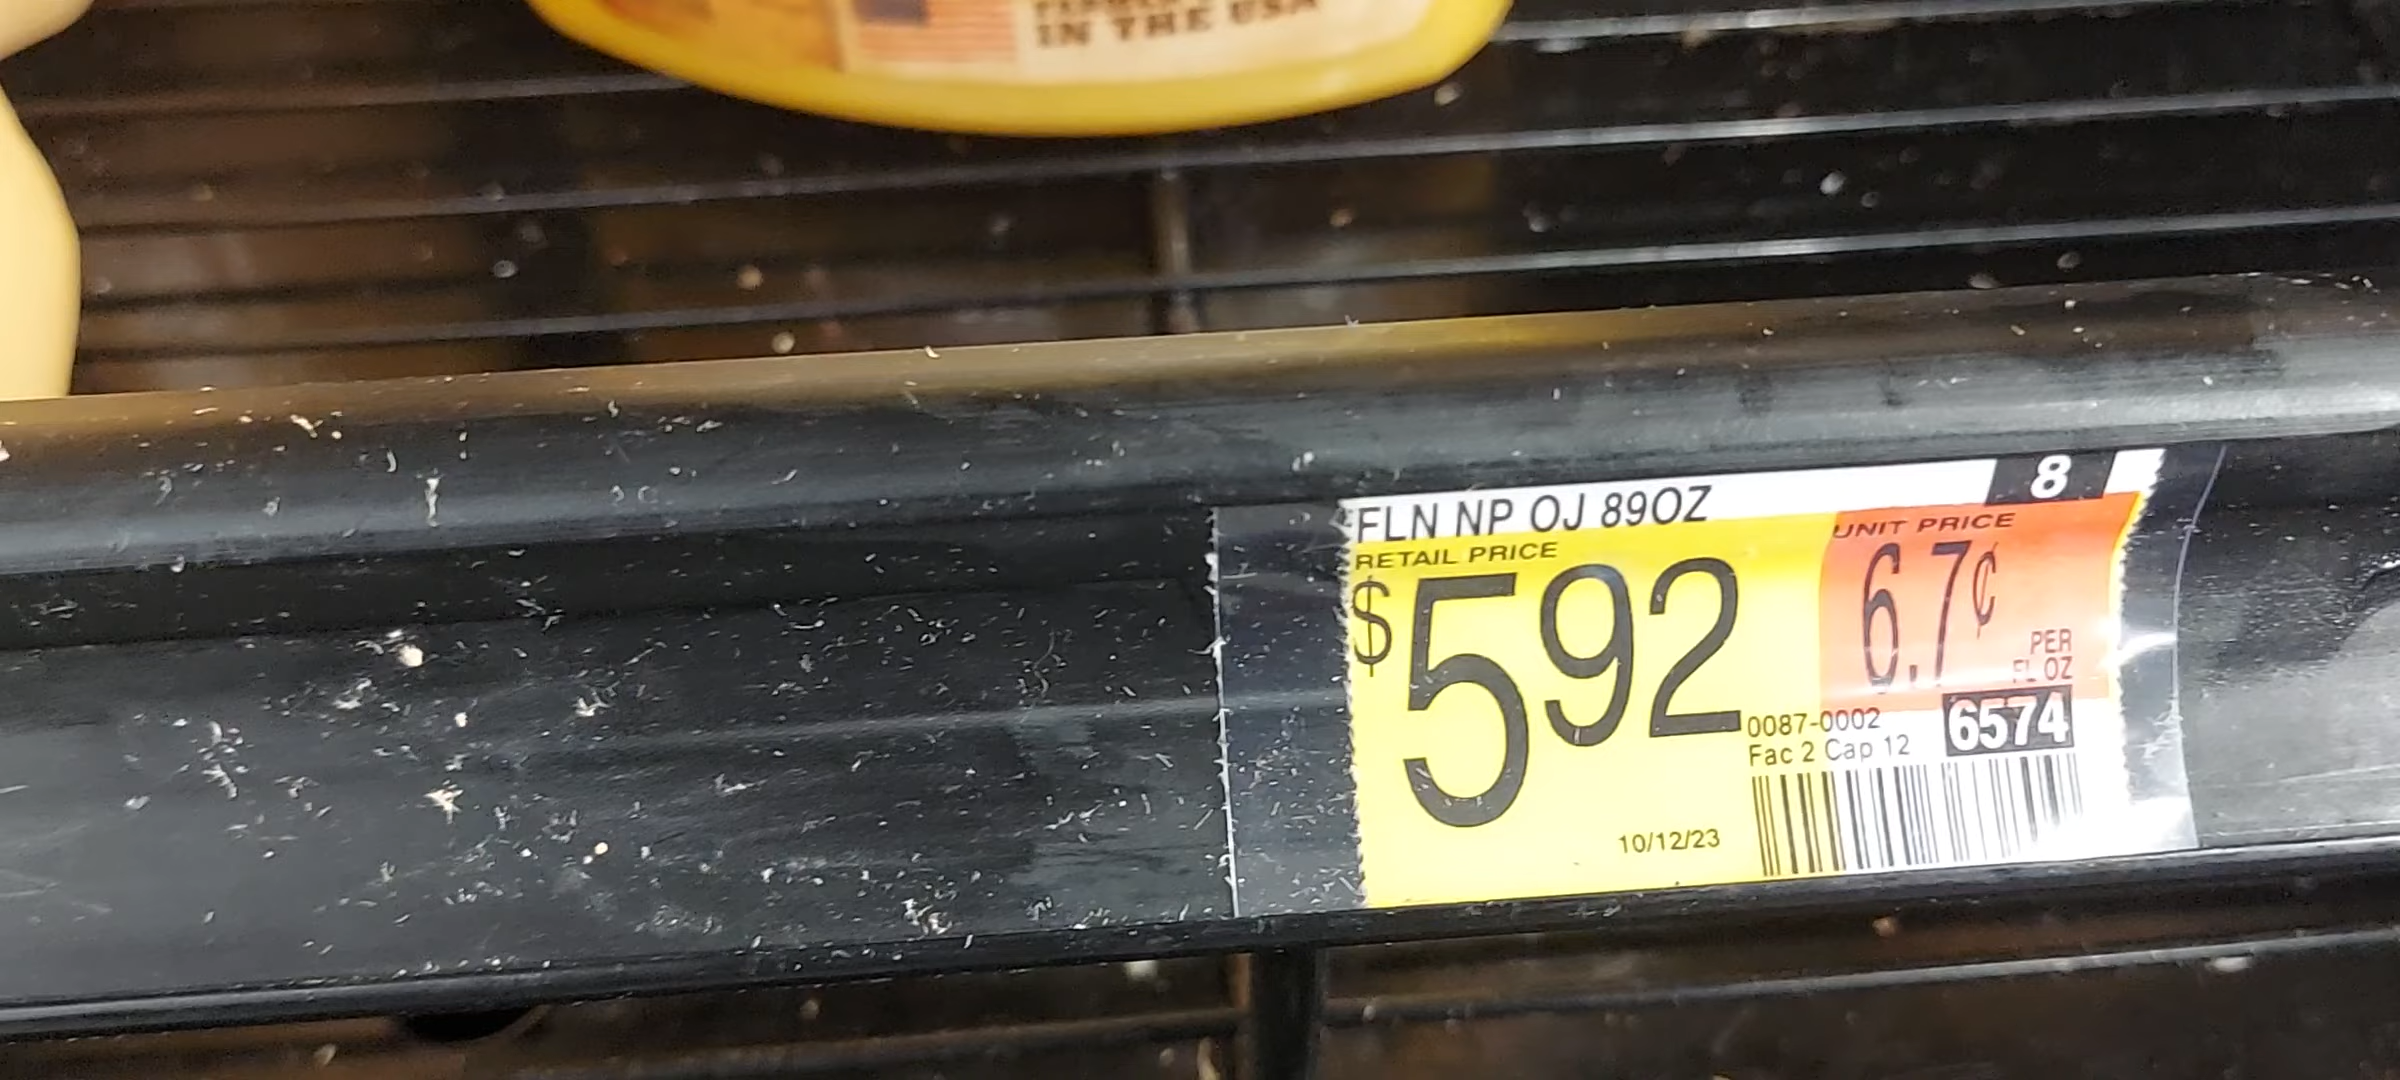 IN THE USA
FLN NP OJ 89OZ
8
RETAIL PRICE
$592
UNIT PRICE
6.7¢
PER
FL OZ
0087-0002
6574
Fac 2 Cap 12
10/12/23